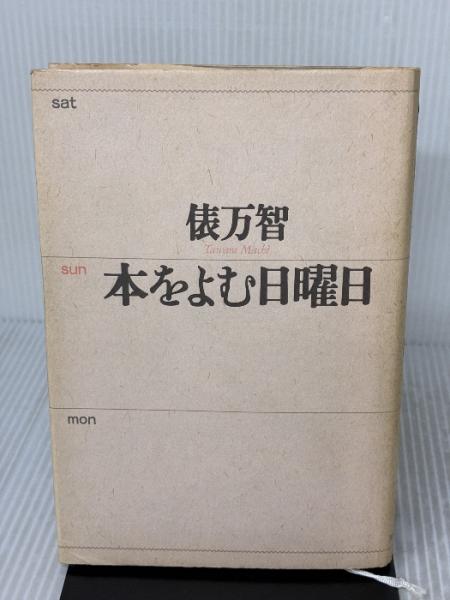 sat
俵万智
Tawara Machi
sun
本をよむ日曜日
mon